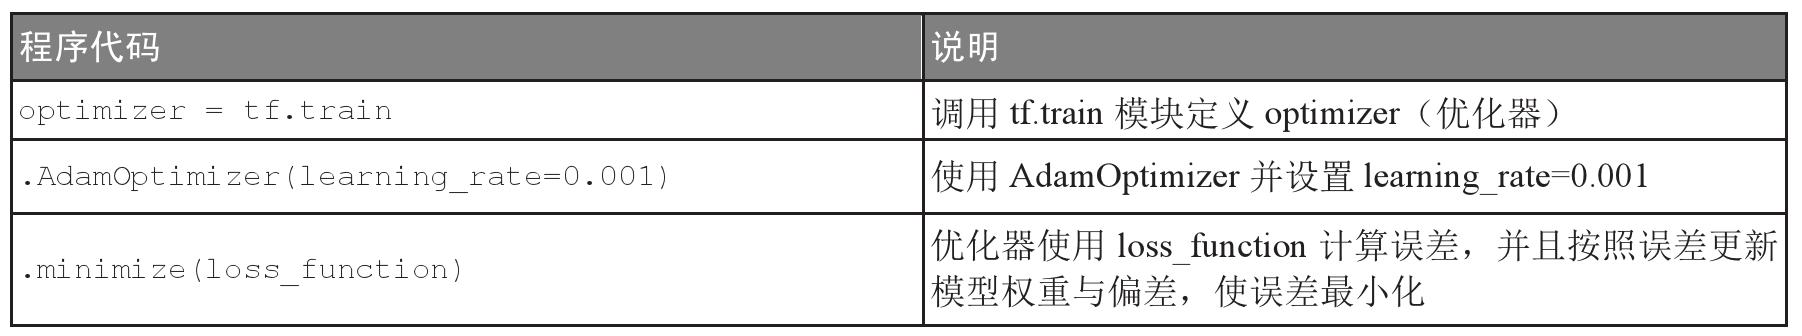 程序代码 说明
optimizer = tf.train 调用 tf.train 模块定义 optimizer（优化器）
.AdamOptimizer(learning_rate=0.001) 使用 AdamOptimizer 并设置 learning_rate=0.001
.minimize(loss_function) 优化器使用 loss_function 计算误差，并且按照误差更新
模型权重与偏差，使误差最小化